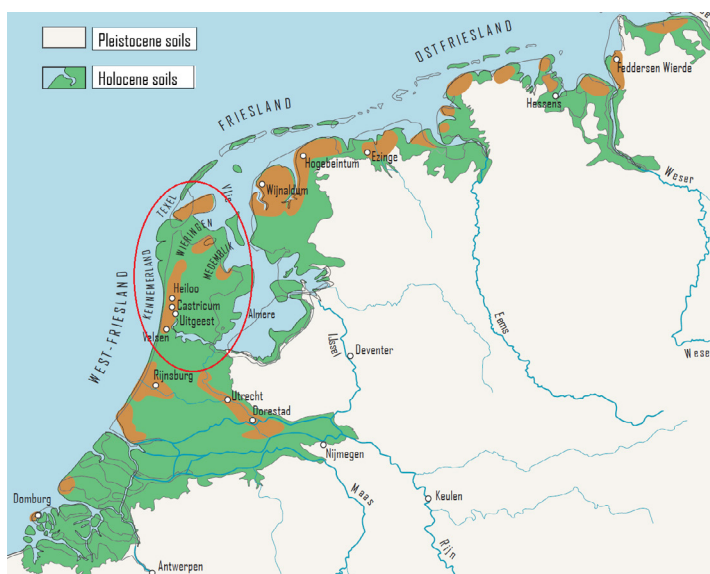 Pleistocene soils
Holocene soils
OSTFRIESLAND
FRIESLAND
WEST-FRIESLAND
Feddersen Wierde
Hessens
Weser
Hogebeintum
Ezinge
Wijnaldum
Vlie
TEXEL
WIERINGEN
MEDEMBLIK
KENNEMERLAND
Heiloo
Castricum
Uitgeest
Velsen
Almere
IJssel
Deventer
Eems
Wese
Rijnsburg
Utrecht
Dorestad
Nijmegen
Maas
Keulen
Rijn
Domburg
Antwerpen